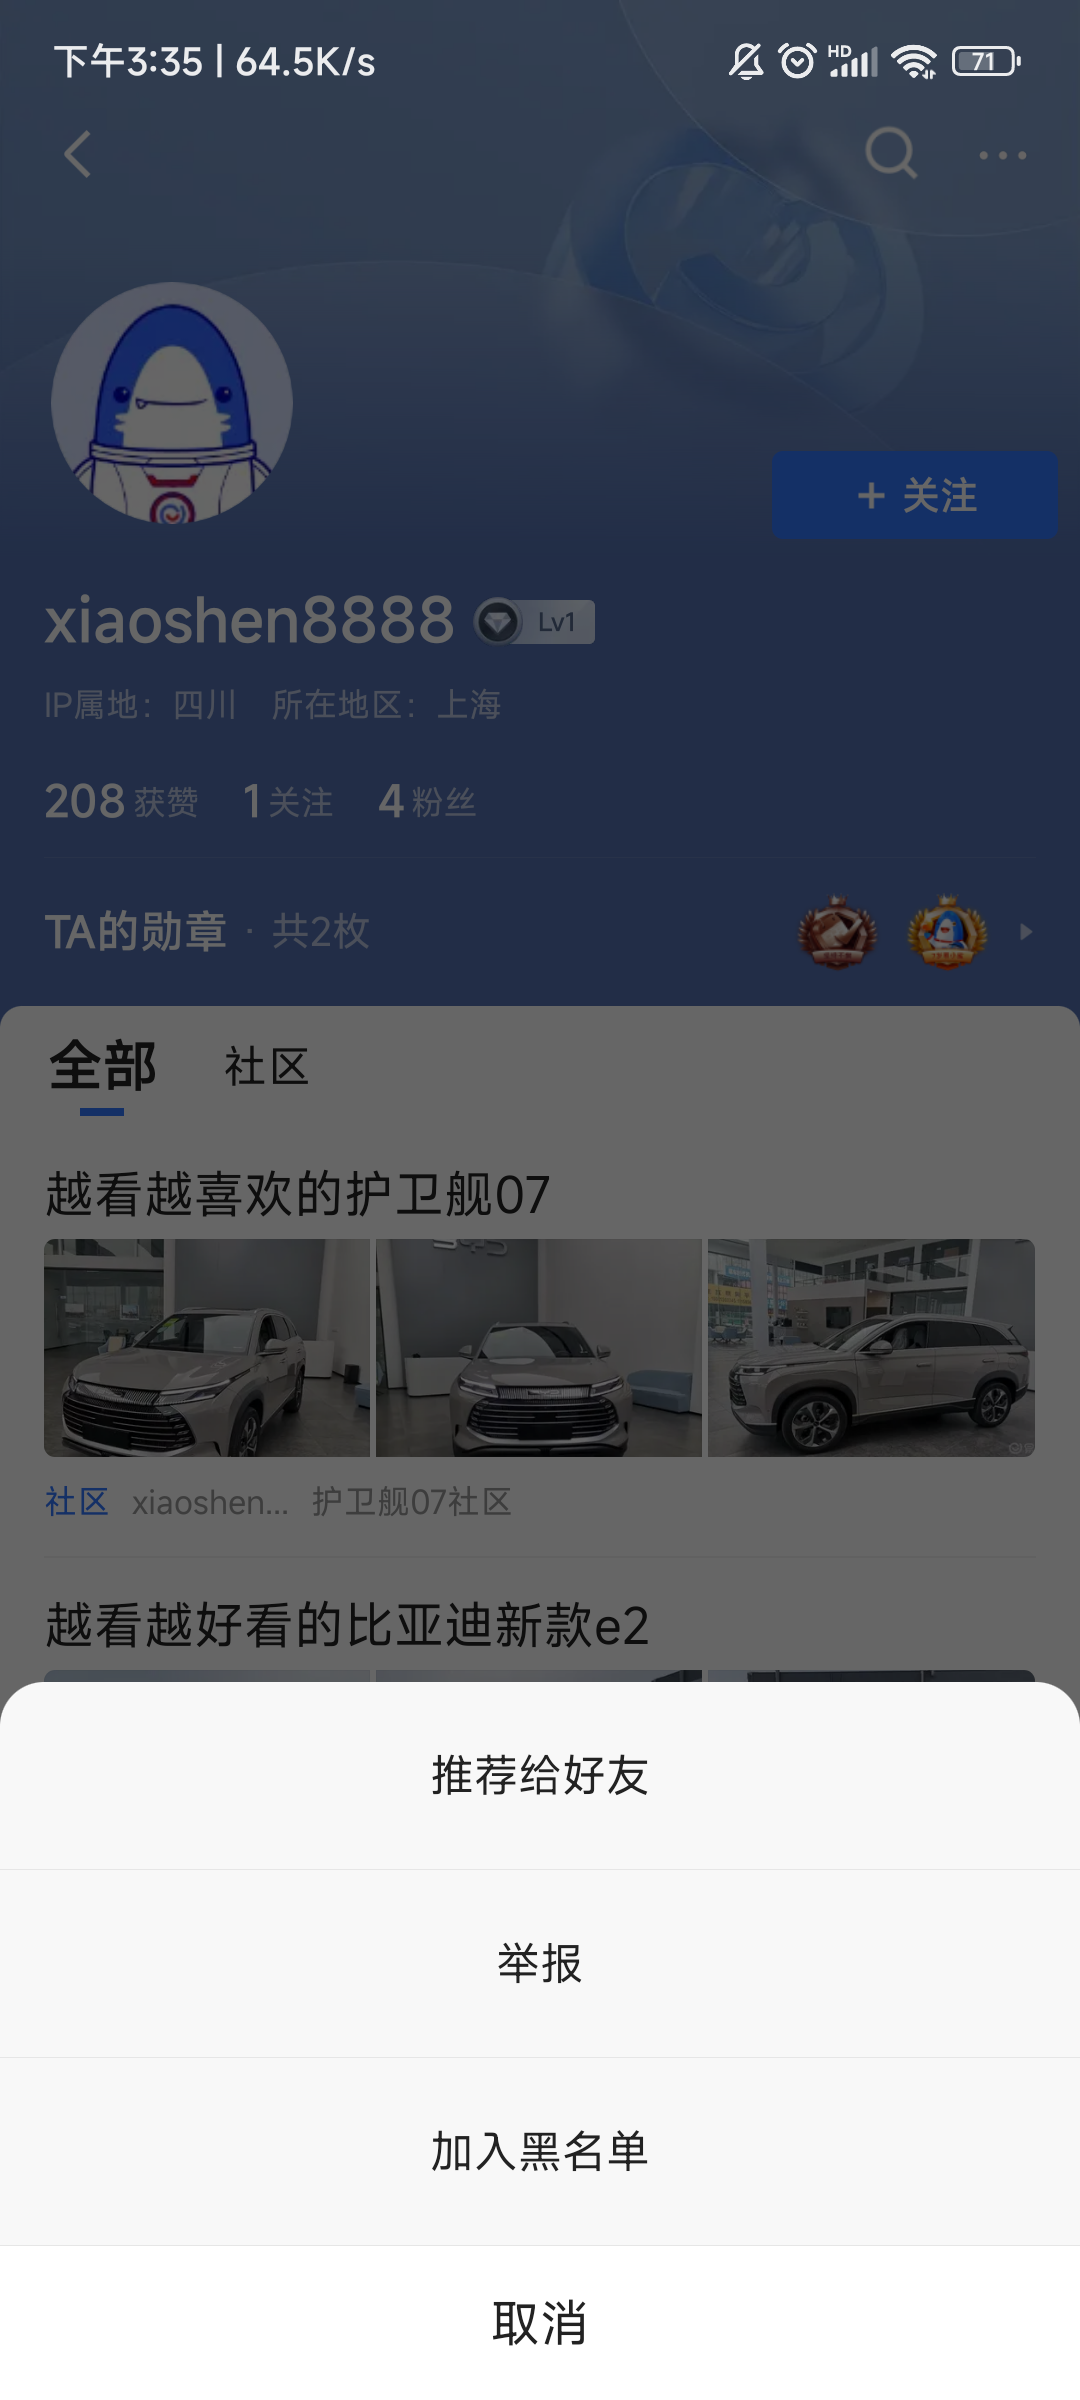 下午3:35 | 64.5K/s
HD
71
+ 关注
xiaoshen8888 Lv1
IP属地：四川 所在地区：上海
208获赞 1关注 4粉丝
TA的勋章 · 共2枚
全部 社区
越看越喜欢的护卫舰07
社区 xiaoshen... 护卫舰07社区
越看越好看的比亚迪新款e2
推荐给好友
举报
加入黑名单
取消